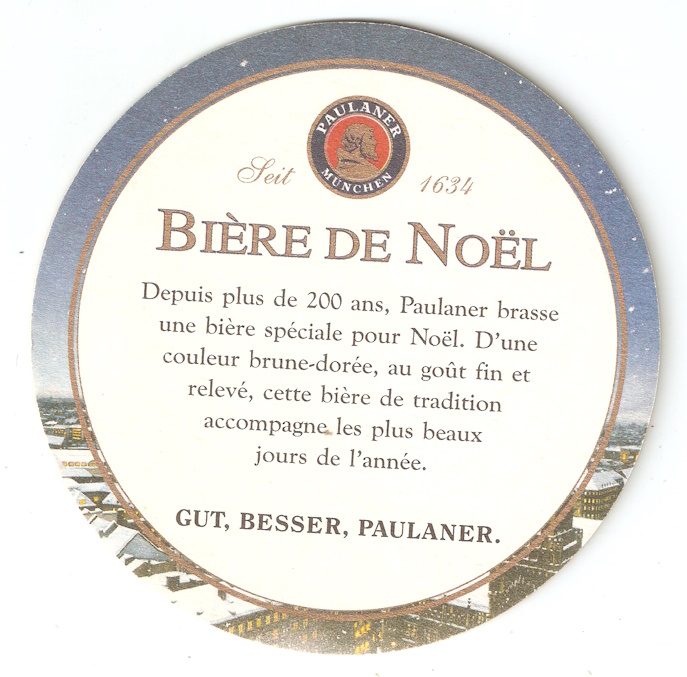 PAULANER
MÜNCHEN
Seit 1634
BIÈRE DE NOËL
Depuis plus de 200 ans, Paulaner brasse
une bière spéciale pour Noël. D'une
couleur brune-dorée, au goût fin et
relevé, cette bière de tradition
accompagne les plus beaux
jours de l'année.
GUT, BESSER, PAULANER.